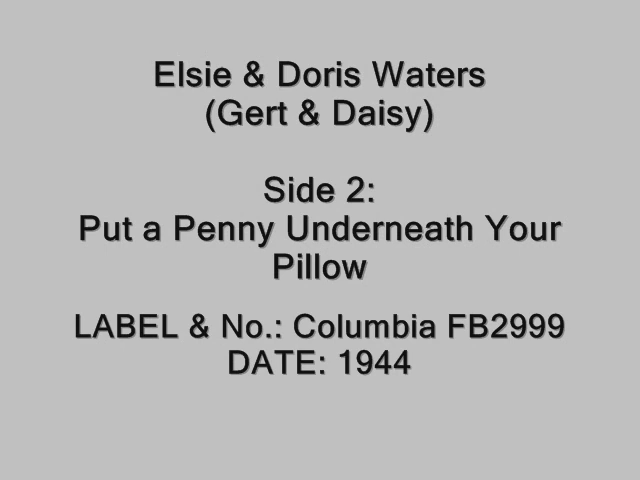 Elsie & Doris Waters
(Gert & Daisy)
Side 2:
Put a Penny Underneath Your
Pillow
LABEL & No.: Columbia FB2999
DATE: 1944